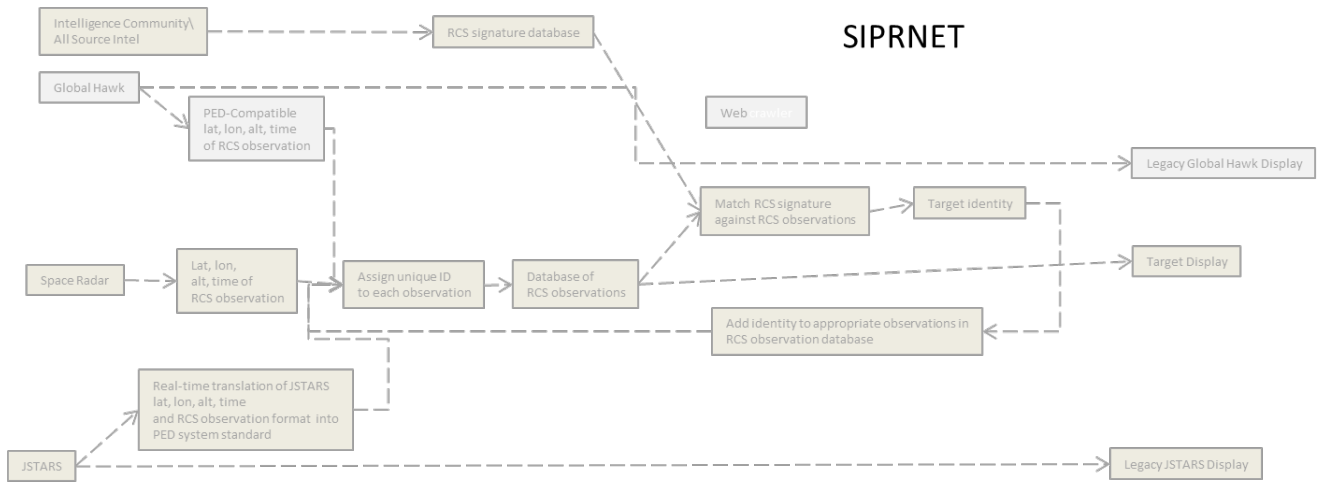 Intelligence Community\
All Source Intel
RCS signature database
SIPRNET
Global Hawk
PED-Compatible
lat, lon, alt, time
of RCS observation
Web crawler
Legacy Global Hawk Display
Match RCS signature
against RCS observations
Target identity
Space Radar
Lat, lon,
alt, time of
RCS observation
Assign unique ID
to each observation
Database of
RCS observations
Target Display
Add identity to appropriate observations in
RCS observation database
Real-time translation of JSTARS
lat, lon, alt, time
and RCS observation format into
PED system standard
JSTARS
Legacy JSTARS Display